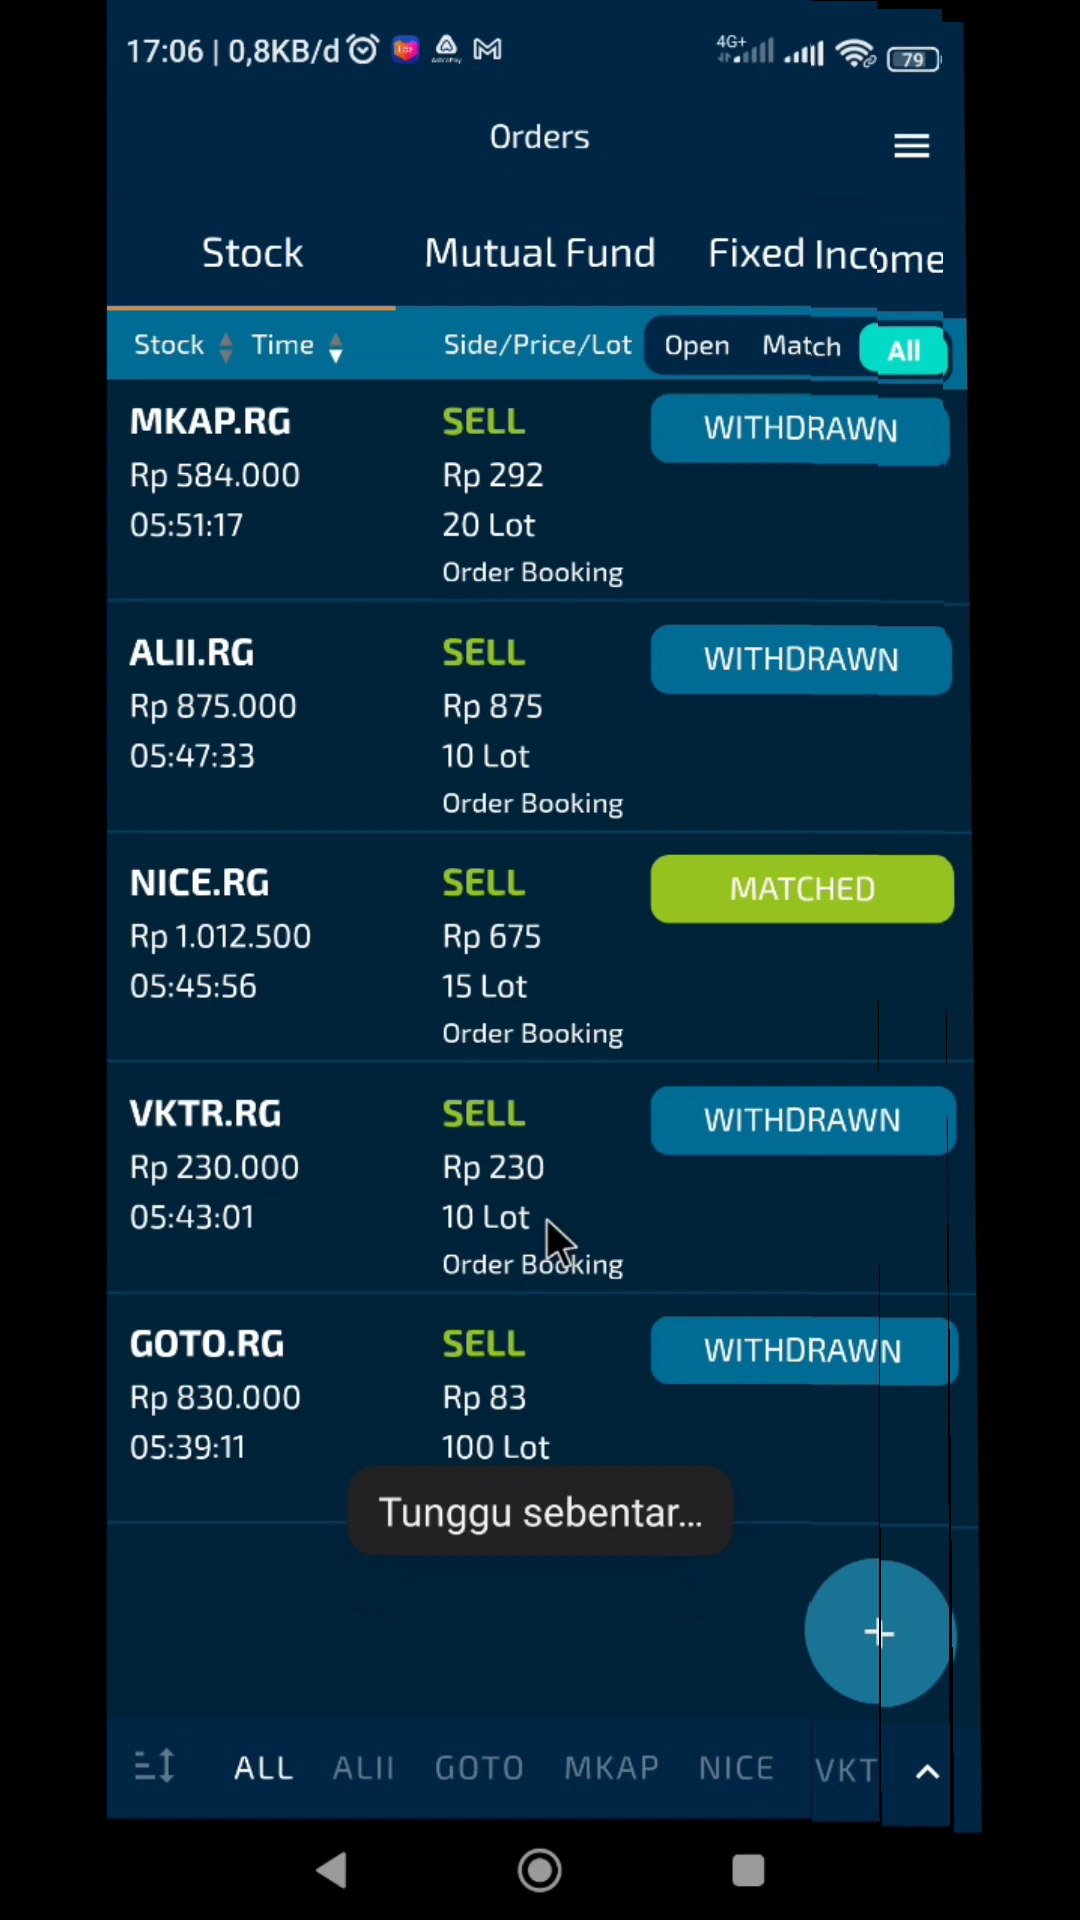 17:06 | 0,8KB/d
4G+
79
Orders
Stock Mutual Fund Fixed Income
Stock Time Side/Price/Lot Open Match All
MKAP.RG SELL WITHDRAWN
Rp 584.000 Rp 292
05:51:17 20 Lot
Order Booking
ALII.RG SELL WITHDRAWN
Rp 875.000 Rp 875
05:47:33 10 Lot
Order Booking
NICE.RG SELL MATCHED
Rp 1.012.500 Rp 675
05:45:56 15 Lot
Order Booking
VKTR.RG SELL WITHDRAWN
Rp 230.000 Rp 230
05:43:01 10 Lot
Order Booking
GOTO.RG SELL WITHDRAWN
Rp 830.000 Rp 83
05:39:11 100 Lot
Tunggu sebentar...
+
ALL ALII GOTO MKAP NICE VKT